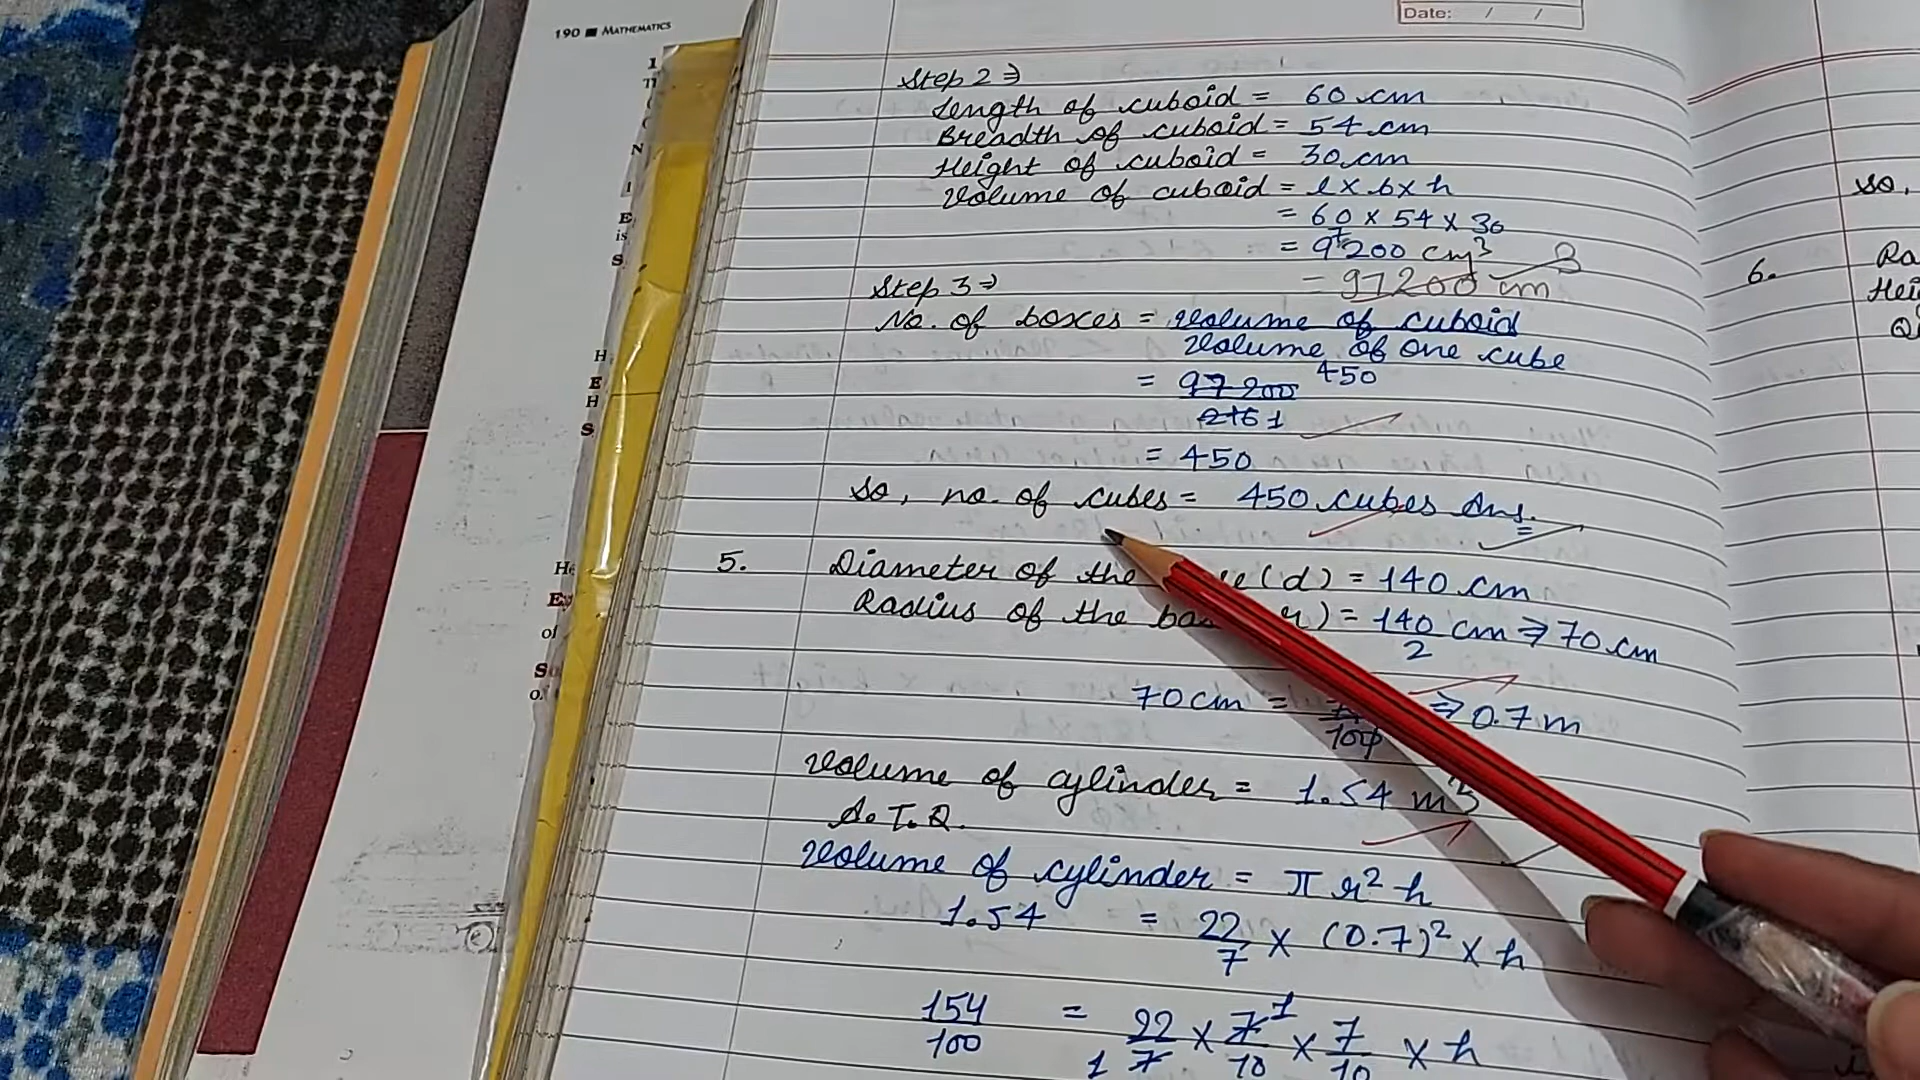 190 ■ MATHEMATICS
Date: / /
Step 2 ⇒
Length of cuboid = 60 cm
Breadth of cuboid = 54 cm
Height of cuboid = 30 cm
Volume of cuboid = l x b x h
= 60 x 54 x 30
= 97200 cm³
= 97200 cm³
Step 3 ⇒
No. of boxes = Volume of cuboid
Volume of one cube
= 97200 450
216 1
= 450
So, no. of cubes = 450 cubes Ans.
5. Diameter of the (d) = 140 cm
Radius of the = 140 cm ⇒ 70 cm
2
70 cm = ⇒ 0.7 m
100
Volume of cylinder = 1.54 m³
A.T.Q.
Volume of cylinder = π r² h
1.54 = 22 x (0.7)² x h
7
154 = 22 x 7 1 x 7 x h
100 1 7 10 10
so,
6.